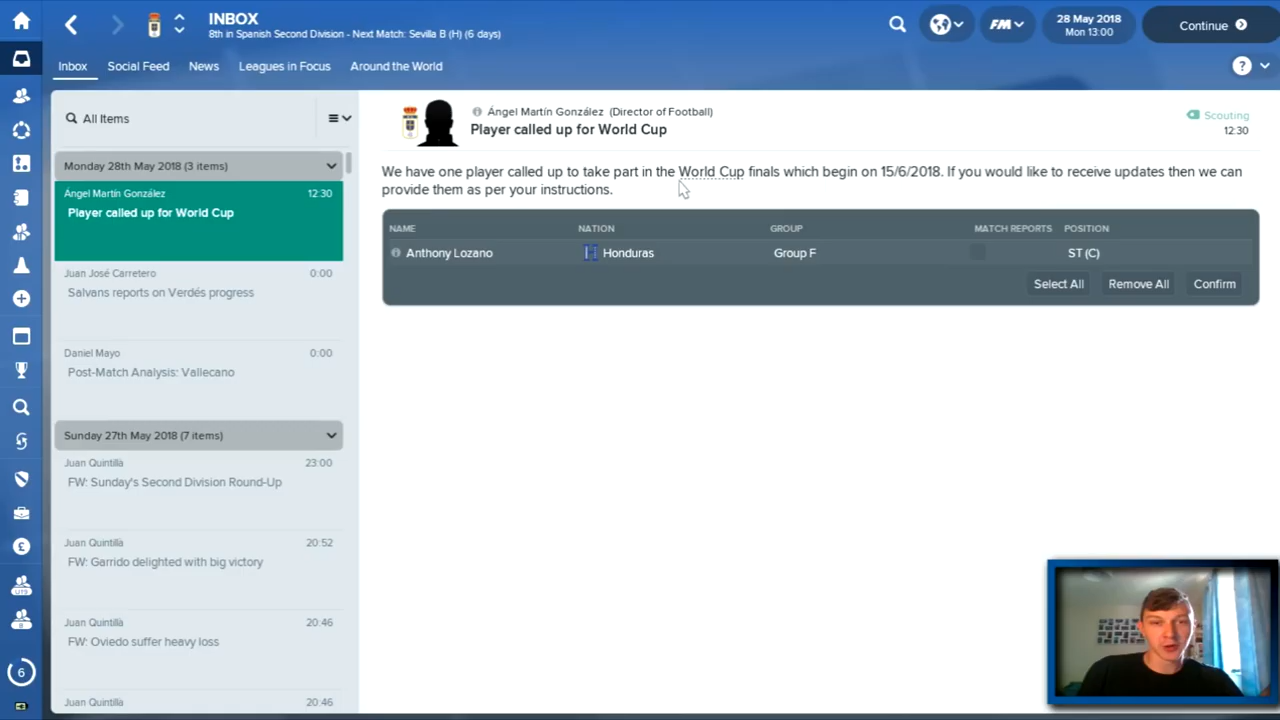 INBOX
8th in Spanish Second Division - Next Match: Sevilla B (H) (6 days)
FM
28 May 2018
Mon 13:00
Continue
Inbox
Social Feed
News
Leagues in Focus
Around the World
?
All Items
Monday 28th May 2018 (3 items)
Ángel Martín González 12:30
Player called up for World Cup
Juan José Carretero 0:00
Salvans reports on Verdés progress
Daniel Mayo 0:00
Post-Match Analysis: Vallecano
Sunday 27th May 2018 (7 items)
Juan Quintillà 23:00
FW: Sunday's Second Division Round-Up
Juan Quintillà 20:52
FW: Garrido delighted with big victory
Juan Quintillà 20:46
FW: Oviedo suffer heavy loss
Juan Quintillà 20:46
6
Ángel Martín González (Director of Football)
Player called up for World Cup
Scouting
12:30
We have one player called up to take part in the World Cup finals which begin on 15/6/2018. If you would like to receive updates then we can
provide them as per your instructions.
NAME NATION GROUP MATCH REPORTS POSITION
Anthony Lozano Honduras Group F ST (C)
Select All Remove All Confirm